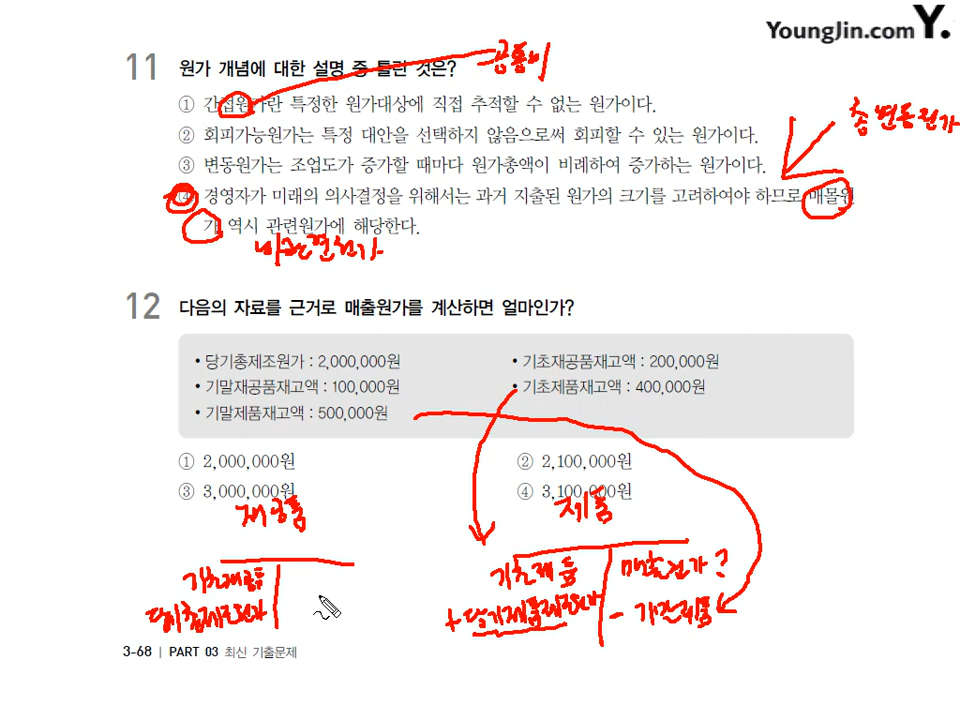 YoungJin.com Y.
11 원가 개념에 대한 설명 중 틀린 것은?
공통비
① 간접원가란 특정한 원가대상에 직접 추적할 수 없는 원가이다.
총변동원가
② 회피가능원가는 특정 대안을 선택하지 않음으로써 회피할 수 있는 원가이다.
③ 변동원가는 조업도가 증가할 때마다 원가총액이 비례하여 증가하는 원가이다.
④ 경영자가 미래의 의사결정을 위해서는 과거 지출된 원가의 크기를 고려하여야 하므로 매몰원
가 역시 관련원가에 해당한다.
비관련원가
12 다음의 자료를 근거로 매출원가를 계산하면 얼마인가?
• 당기총제조원가 : 2,000,000원 • 기초재공품재고액 : 200,000원
• 기말재공품재고액 : 100,000원 • 기초제품재고액 : 400,000원
• 기말제품재고액 : 500,000원
① 2,000,000원 ② 2,100,000원
③ 3,000,000원 ④ 3,100,000원
재공품 제품
기초재공품 기초제품 매출원가?
당기총제조원가 + 당기제품제조원가 - 기말제품
3-68 | PART 03 최신 기출문제